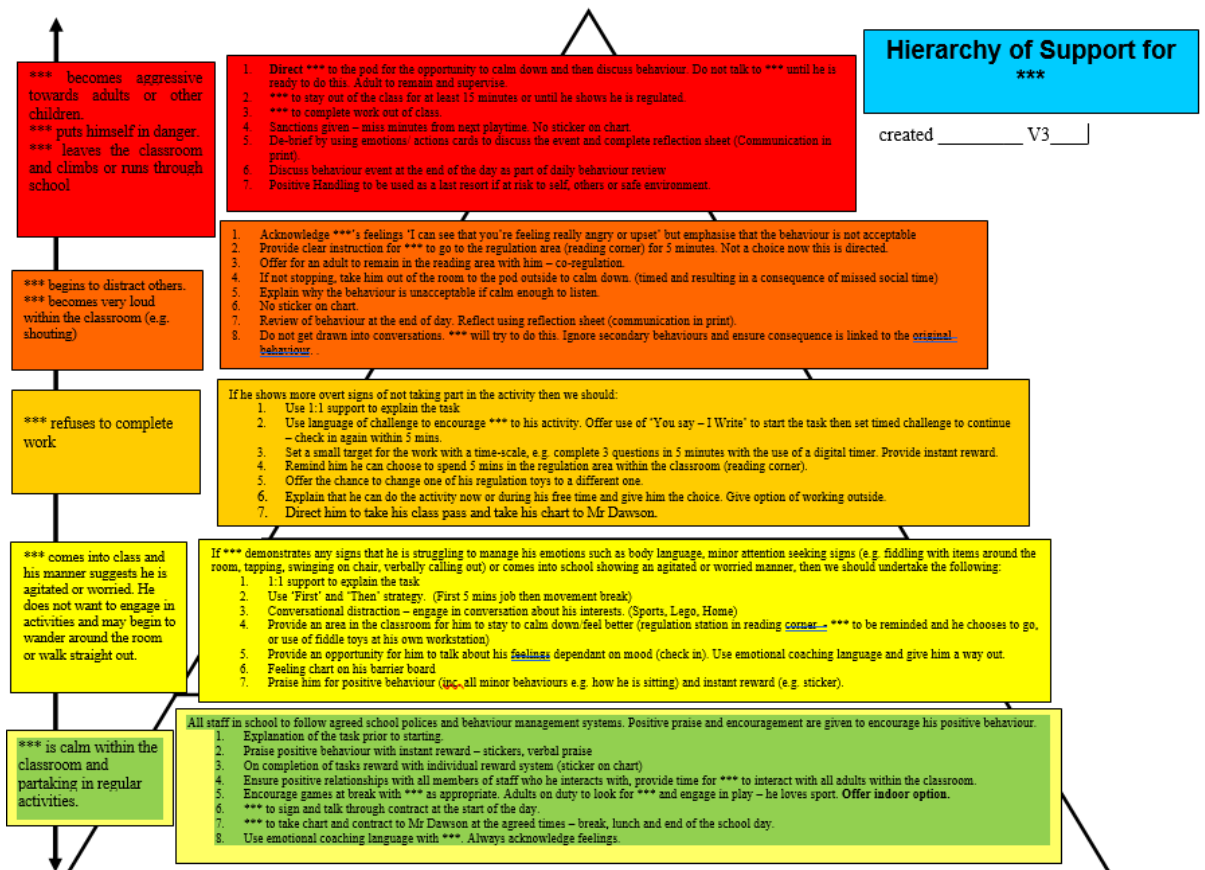 Hierarchy of Support for
***
created __________ V3____
*** becomes aggressive
towards adults or other
children.
*** puts himself in danger.
*** leaves the classroom
and climbs or runs through
school
1. Direct *** to the pod for the opportunity to calm down and then discuss behaviour. Do not talk to *** until he is
ready to do this. Adult to remain and supervise.
2. *** to stay out of the class for at least 15 minutes or until he shows he is regulated.
3. *** to complete work out of class.
4. Sanctions given – miss minutes from next playtime. No sticker on chart.
5. De-brief by using emotions/ actions cards to discuss the event and complete reflection sheet (Communication in
print).
6. Discuss behaviour event at the end of the day as part of daily behaviour review
7. Positive Handling to be used as a last resort if at risk to self, others or safe environment.
*** begins to distract others.
*** becomes very loud
within the classroom (e.g.
shouting)
1. Acknowledge ***'s feelings 'I can see that you're feeling really angry or upset' but emphasise that the behaviour is not acceptable
2. Provide clear instruction for *** to go to the regulation area (reading corner) for 5 minutes. Not a choice now this is directed.
3. Offer for an adult to remain in the reading area with him – co-regulation.
4. If not stopping, take him out of the room to the pod outside to calm down. (timed and resulting in a consequence of missed social time)
5. Explain why the behaviour is unacceptable if calm enough to listen.
6. No sticker on chart.
7. Review of behaviour at the end of day. Reflect using reflection sheet (communication in print).
8. Do not get drawn into conversations. *** will try to do this. Ignore secondary behaviours and ensure consequence is linked to the original
behaviour. .
*** refuses to complete
work
If he shows more overt signs of not taking part in the activity then we should:
1. Use 1:1 support to explain the task
2. Use language of challenge to encourage *** to his activity. Offer use of 'You say – I Write' to start the task then set timed challenge to continue
– check in again within 5 mins.
3. Set a small target for the work with a time-scale, e.g. complete 3 questions in 5 minutes with the use of a digital timer. Provide instant reward.
4. Remind him he can choose to spend 5 mins in the regulation area within the classroom (reading corner).
5. Offer the chance to change one of his regulation toys to a different one.
6. Explain that he can do the activity now or during his free time and give him the choice. Give option of working outside.
7. Direct him to take his class pass and take his chart to Mr Dawson.
*** comes into class and
his manner suggests he is
agitated or worried. He
does not want to engage in
activities and may begin to
wander around the room
or walk straight out.
If *** demonstrates any signs that he is struggling to manage his emotions such as body language, minor attention seeking signs (e.g. fiddling with items around the
room, tapping, swinging on chair, verbally calling out) or comes into school showing an agitated or worried manner, then we should undertake the following:
1. 1:1 support to explain the task
2. Use 'First' and 'Then' strategy. (First 5 mins job then movement break)
3. Conversational distraction – engage in conversation about his interests. (Sports, Lego, Home)
4. Provide an area in the classroom for him to stay to calm down/feel better (regulation station in reading corner - *** to be reminded and he chooses to go,
or use of fiddle toys at his own workstation)
5. Provide an opportunity for him to talk about his feelings dependant on mood (check in). Use emotional coaching language and give him a way out.
6. Feeling chart on his barrier board
7. Praise him for positive behaviour (inc. all minor behaviours e.g. how he is sitting) and instant reward (e.g. sticker).
*** is calm within the
classroom and
partaking in regular
activities.
All staff in school to follow agreed school polices and behaviour management systems. Positive praise and encouragement are given to encourage his positive behaviour.
1. Explanation of the task prior to starting.
2. Praise positive behaviour with instant reward – stickers, verbal praise
3. On completion of tasks reward with individual reward system (sticker on chart)
4. Ensure positive relationships with all members of staff who he interacts with, provide time for *** to interact with all adults within the classroom.
5. Encourage games at break with *** as appropriate. Adults on duty to look for *** and engage in play – he loves sport. Offer indoor option.
6. *** to sign and talk through contract at the start of the day.
7. *** to take chart and contract to Mr Dawson at the agreed times – break, lunch and end of the school day.
8. Use emotional coaching language with ***. Always acknowledge feelings.